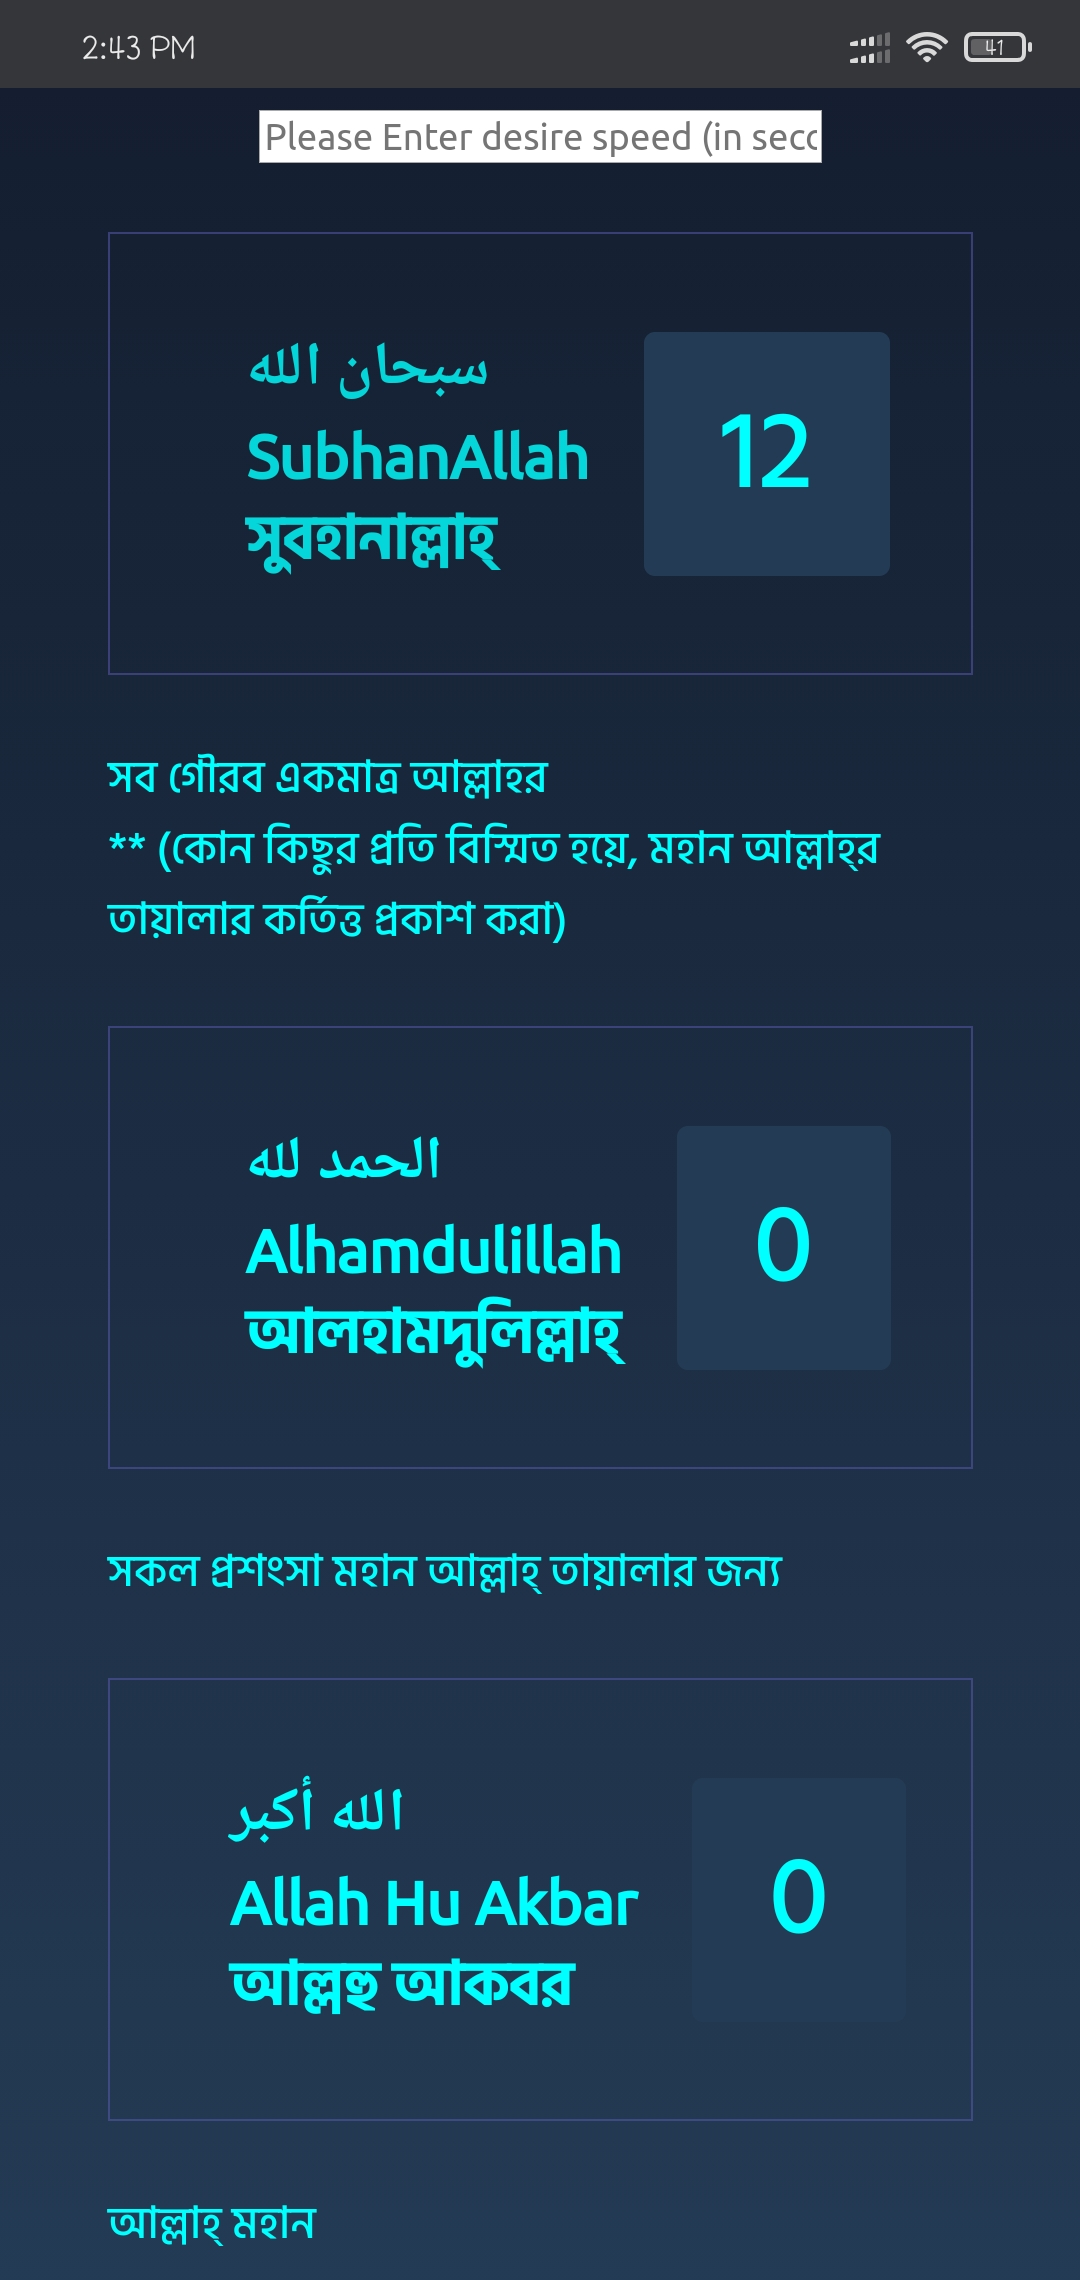 2:43 PM
41
Please Enter desire speed (in seco
سبحان الله
SubhanAllah
সুবহানাল্লাহ্
12
সব গৌরব একমাত্র আল্লাহর
** (কোন কিছুর প্রতি বিস্মিত হয়ে, মহান আল্লাহ্‌র
তায়ালার কর্তিত্ত প্রকাশ করা)
الحمد لله
Alhamdulillah
আলহামদুলিল্লাহ্
0
সকল প্রশংসা মহান আল্লাহ্ তায়ালার জন্য
الله أكبر
Allah Hu Akbar
আল্লহু আকবর
0
আল্লাহ্ মহান